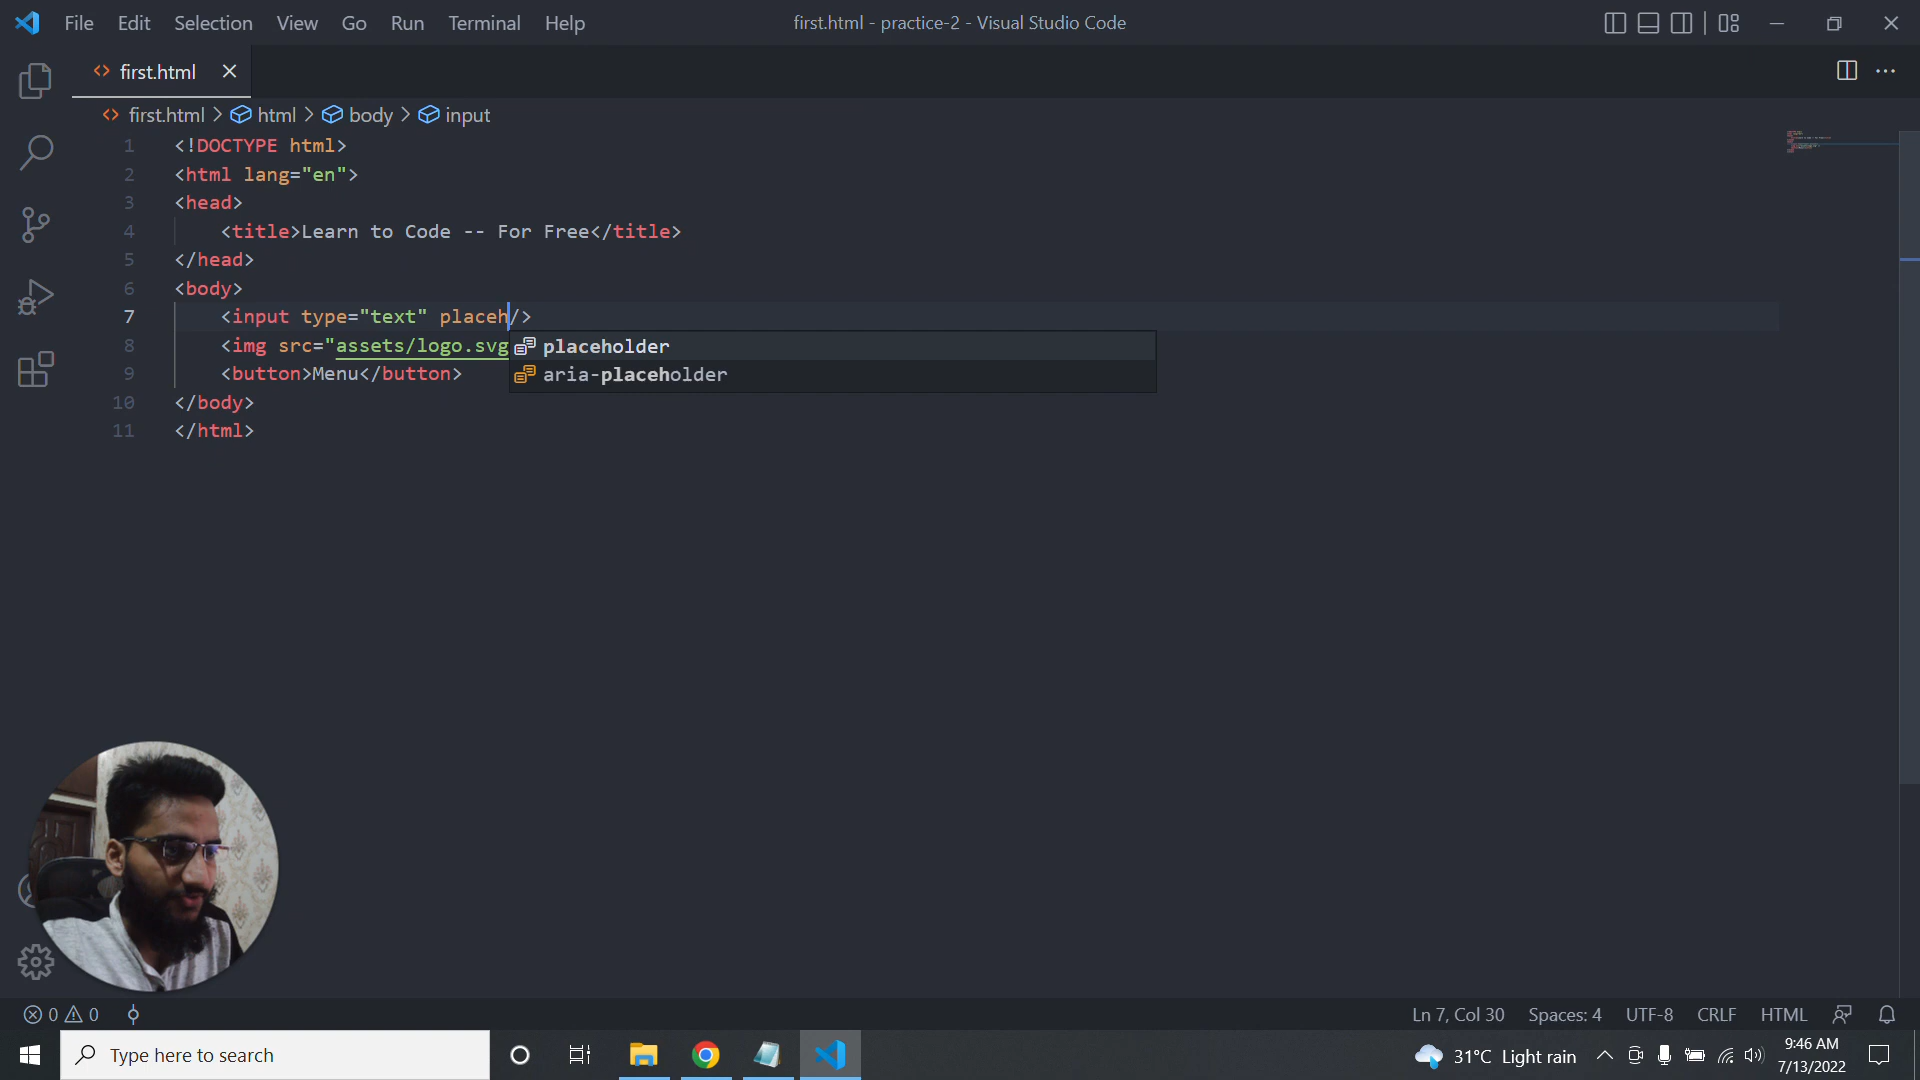 File Edit Selection View Go Run Terminal Help first.html - practice-2 - Visual Studio Code
first.html
first.html > html > body > input
1 <!DOCTYPE html>
2 <html lang="en">
3 <head>
4 <title>Learn to Code -- For Free</title>
5 </head>
6 <body>
7 <input type="text" placeh/>
8 <img src="assets/logo.svg
placeholder
9 <button>Menu</button>
aria-placeholder
10 </body>
11 </html>
0 0 Ln 7, Col 30 Spaces: 4 UTF-8 CRLF HTML
Type here to search 31°C Light rain 9:46 AM
7/13/2022